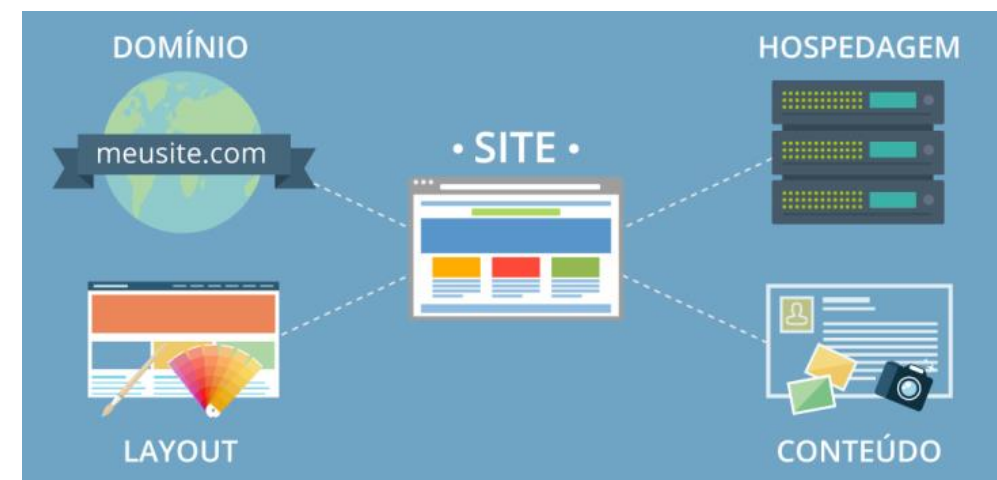 DOMÍNIO
HOSPEDAGEM
meusite.com
• SITE •
LAYOUT
CONTEÚDO